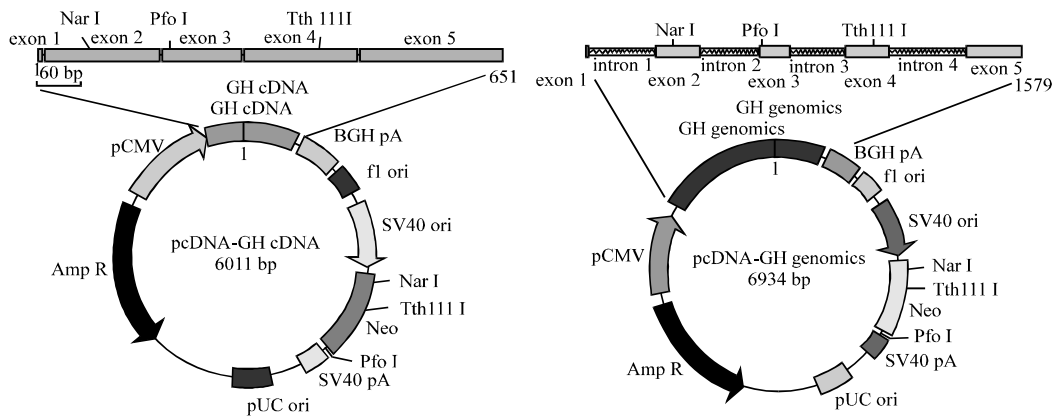 Nar I
Pfo I
Tth 111I
exon 1
exon 2
exon 3
exon 4
exon 5
60 bp
651
GH cDNA
GH cDNA
pCMV
BGH pA
1
f1 ori
SV40 ori
pcDNA-GH cDNA
6011 bp
Amp R
Nar I
Tth111 I
Neo
Pfo I
SV40 pA
pUC ori
Nar I
Pfo I
Tth111 I
exon 1
intron 1
exon 2
intron 2
exon 3
intron 3
exon 4
intron 4
exon 5
1579
GH genomics
GH genomics
BGH pA
1
f1 ori
SV40 ori
pCMV
pcDNA-GH genomics
6934 bp
Nar I
Tth111 I
Neo
Pfo I
SV40 pA
Amp R
pUC ori